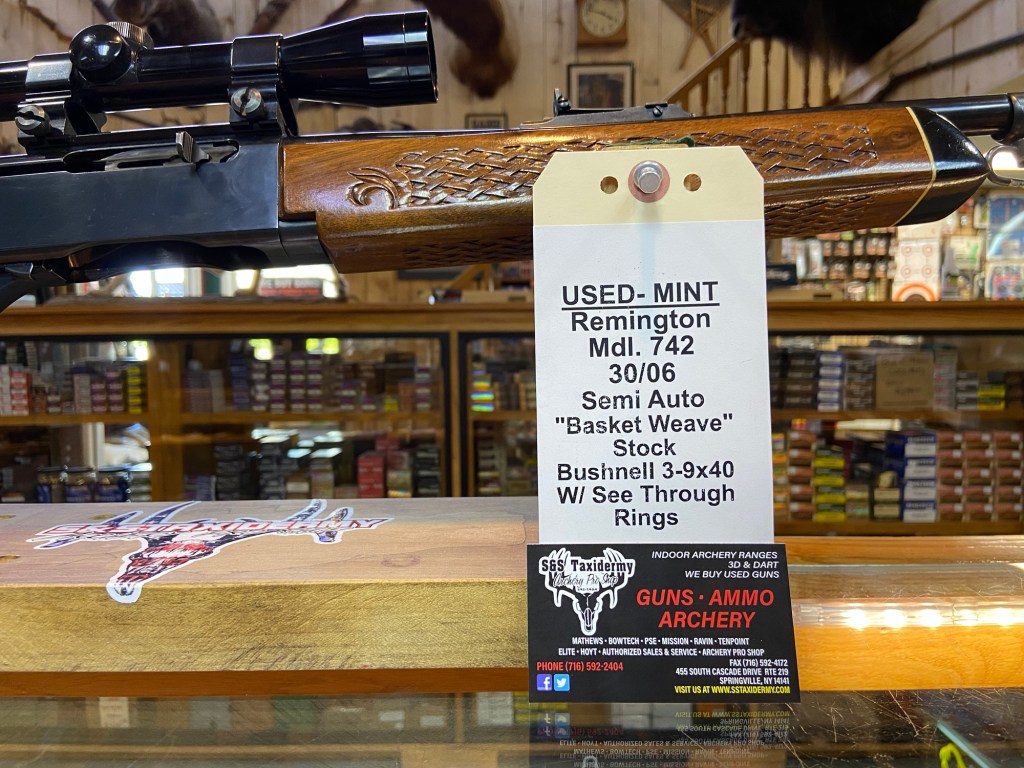 USED- MINT
Remington
Mdl. 742
30/06
Semi Auto
"Basket Weave"
Stock
Bushnell 3-9x40
W/ See Through
Rings
S&S Taxidermy
Archery Pro Shop
INDOOR ARCHERY RANGES
3D & DART
WE BUY USED GUNS
GUNS · AMMO
ARCHERY
MATHEWS · BOWTECH · PSE · MISSION · RAVIN · TENPOINT
ELITE · HOYT · AUTHORIZED SALES & SERVICE · ARCHERY PRO SHOP
PHONE (716) 592-2404
FAX (716) 592-4172
455 SOUTH CASCADE DRIVE RTE 219
SPRINGVILLE, NY 14141
VISIT US AT WWW.SSTAXIDERMY.COM